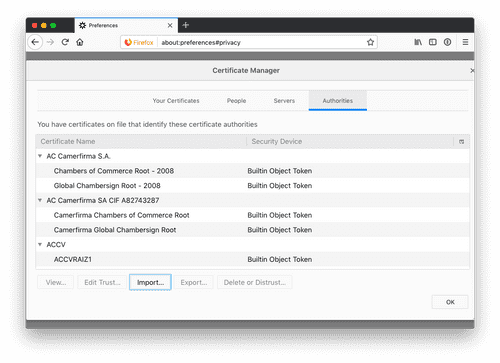 Preferences
Firefox about:preferences#privacy
Certificate Manager
Your Certificates People Servers Authorities
You have certificates on file that identify these certificate authorities
Certificate Name Security Device
AC Camerfirma S.A.
Chambers of Commerce Root - 2008 Builtin Object Token
Global Chambersign Root - 2008 Builtin Object Token
AC Camerfirma SA CIF A82743287
Camerfirma Chambers of Commerce Root Builtin Object Token
Camerfirma Global Chambersign Root Builtin Object Token
ACCV
ACCVRAIZ1 Builtin Object Token
View... Edit Trust... Import... Export... Delete or Distrust...
OK